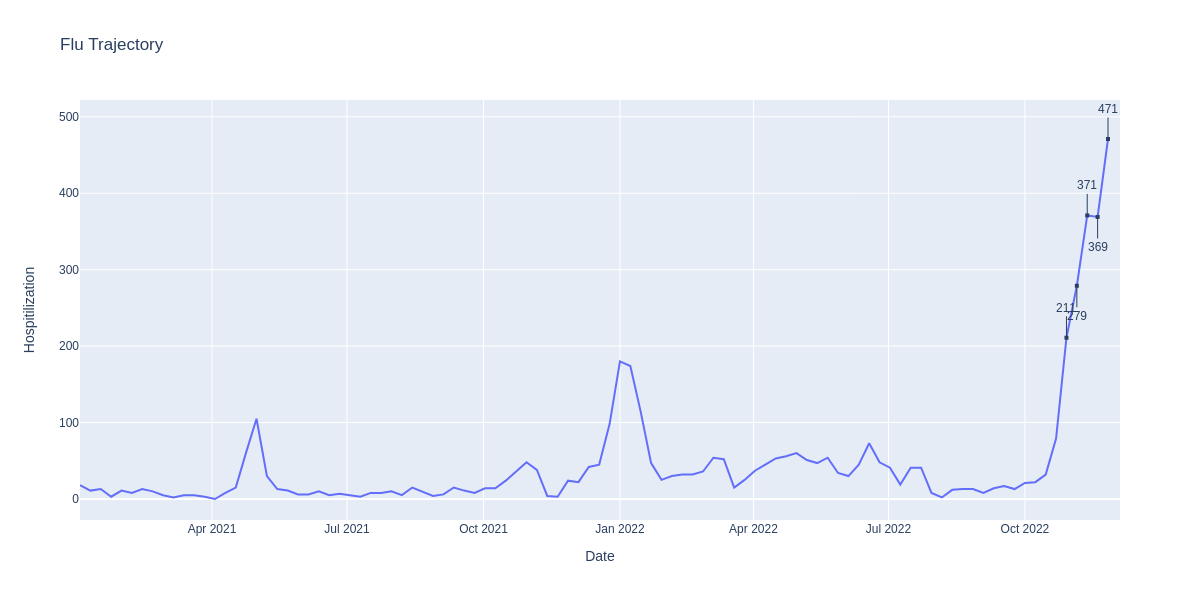 Flu Trajectory
500
400
300
200
100
0
Hospitilization
471
371
369
211
279
Apr 2021
Jul 2021
Oct 2021
Jan 2022
Apr 2022
Jul 2022
Oct 2022
Date